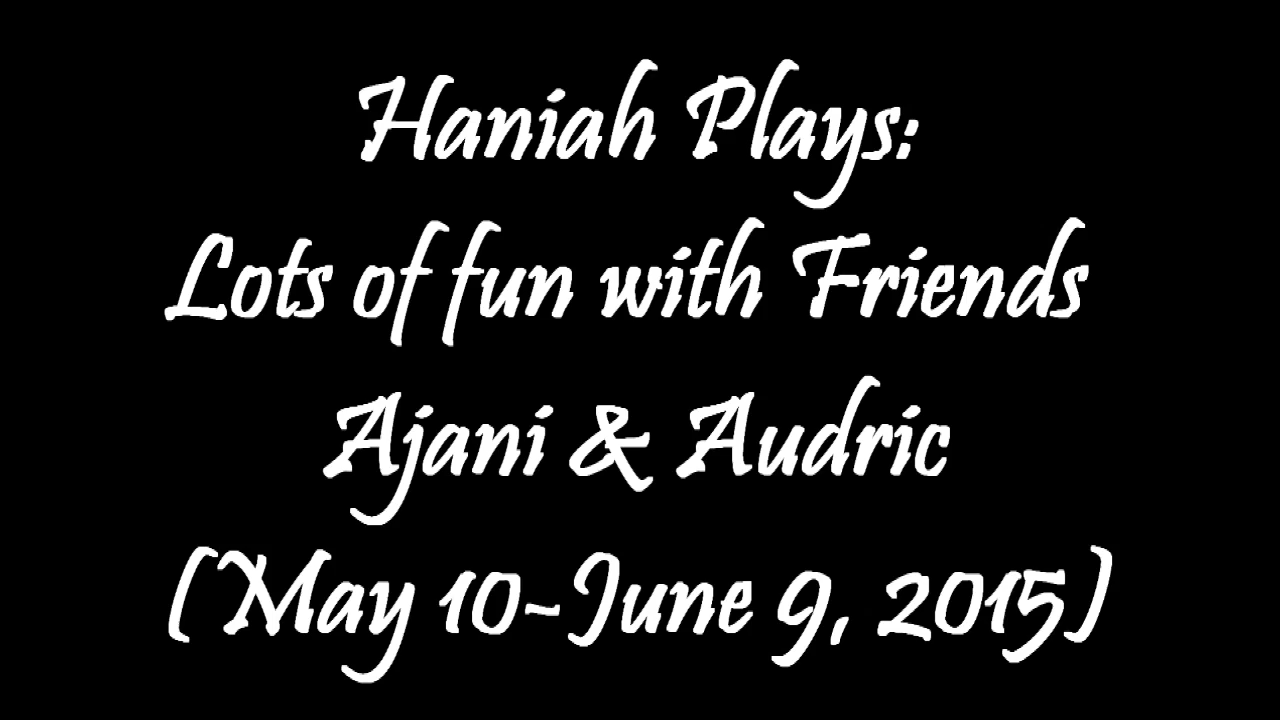 Haniah Plays:
Lots of fun with Friends
Ajani & Audric
(May 10-June 9, 2015)